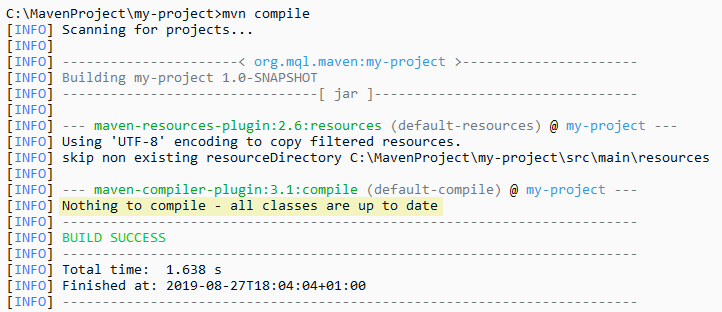 C:\MavenProject\my-project>mvn compile
[INFO] Scanning for projects...
[INFO]
[INFO] ----------------------< org.mql.maven:my-project >----------------------
[INFO] Building my-project 1.0-SNAPSHOT
[INFO] --------------------------------[ jar ]---------------------------------
[INFO]
[INFO] --- maven-resources-plugin:2.6:resources (default-resources) @ my-project ---
[INFO] Using 'UTF-8' encoding to copy filtered resources.
[INFO] skip non existing resourceDirectory C:\MavenProject\my-project\src\main\resources
[INFO]
[INFO] --- maven-compiler-plugin:3.1:compile (default-compile) @ my-project ---
[INFO] Nothing to compile - all classes are up to date
[INFO] ------------------------------------------------------------------------
[INFO] BUILD SUCCESS
[INFO] ------------------------------------------------------------------------
[INFO] Total time:  1.638 s
[INFO] Finished at: 2019-08-27T18:04:04+01:00
[INFO] ------------------------------------------------------------------------